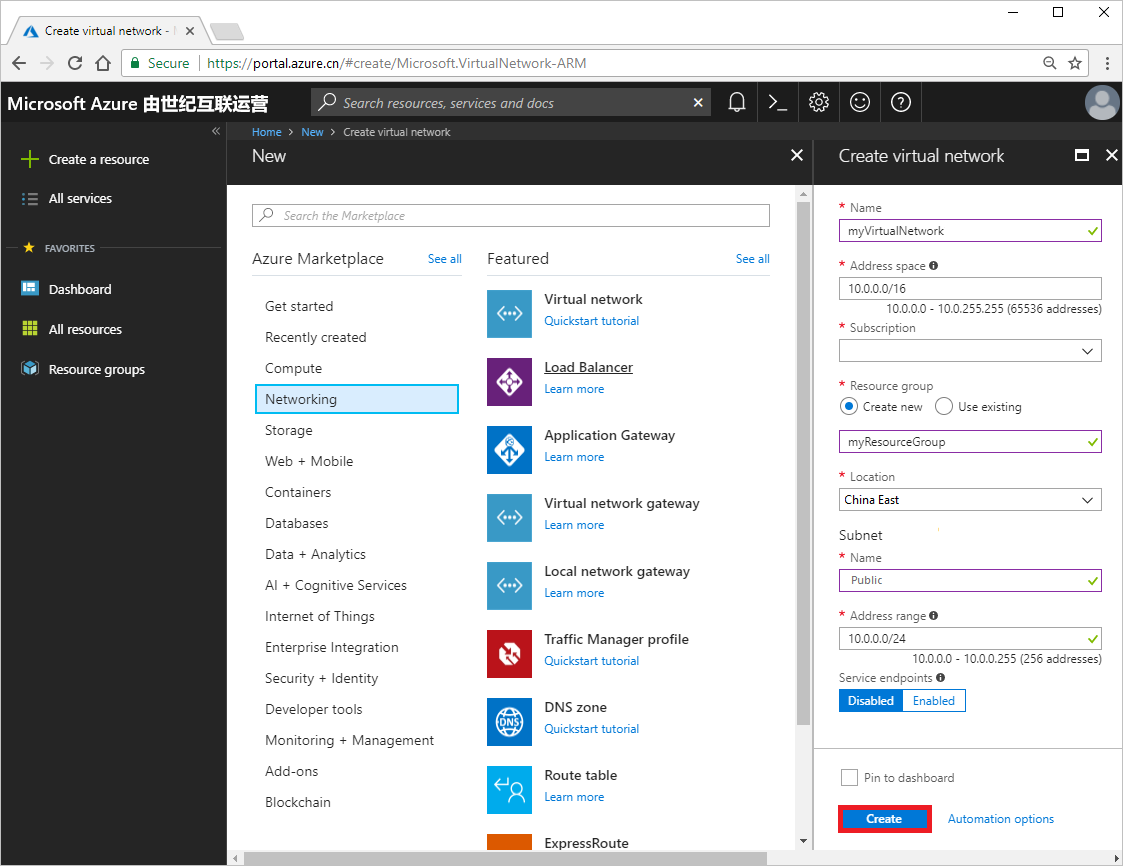 Create virtual network - 
Secure
https://portal.azure.cn/#create/Microsoft.VirtualNetwork-ARM
Microsoft Azure 由世纪互联运营
Search resources, services and docs
Create a resource
All services
FAVORITES
Dashboard
All resources
Resource groups
Home > New > Create virtual network
New
Search the Marketplace
Azure Marketplace
See all
Get started
Recently created
Compute
Networking
Storage
Web + Mobile
Containers
Databases
Data + Analytics
AI + Cognitive Services
Internet of Things
Enterprise Integration
Security + Identity
Developer tools
Monitoring + Management
Add-ons
Blockchain
Featured
See all
Virtual network
Quickstart tutorial
Load Balancer
Learn more
Application Gateway
Learn more
Virtual network gateway
Learn more
Local network gateway
Learn more
Traffic Manager profile
Quickstart tutorial
DNS
DNS zone
Quickstart tutorial
Route table
Learn more
ExpressRoute
Create virtual network
* Name
myVirtualNetwork
* Address space
10.0.0.0/16
10.0.0.0 - 10.0.255.255 (65536 addresses)
* Subscription
* Resource group
Create new
Use existing
myResourceGroup
* Location
China East
Subnet
* Name
Public
* Address range
10.0.0.0/24
10.0.0.0 - 10.0.0.255 (256 addresses)
Service endpoints
Disabled
Enabled
Pin to dashboard
Create
Automation options